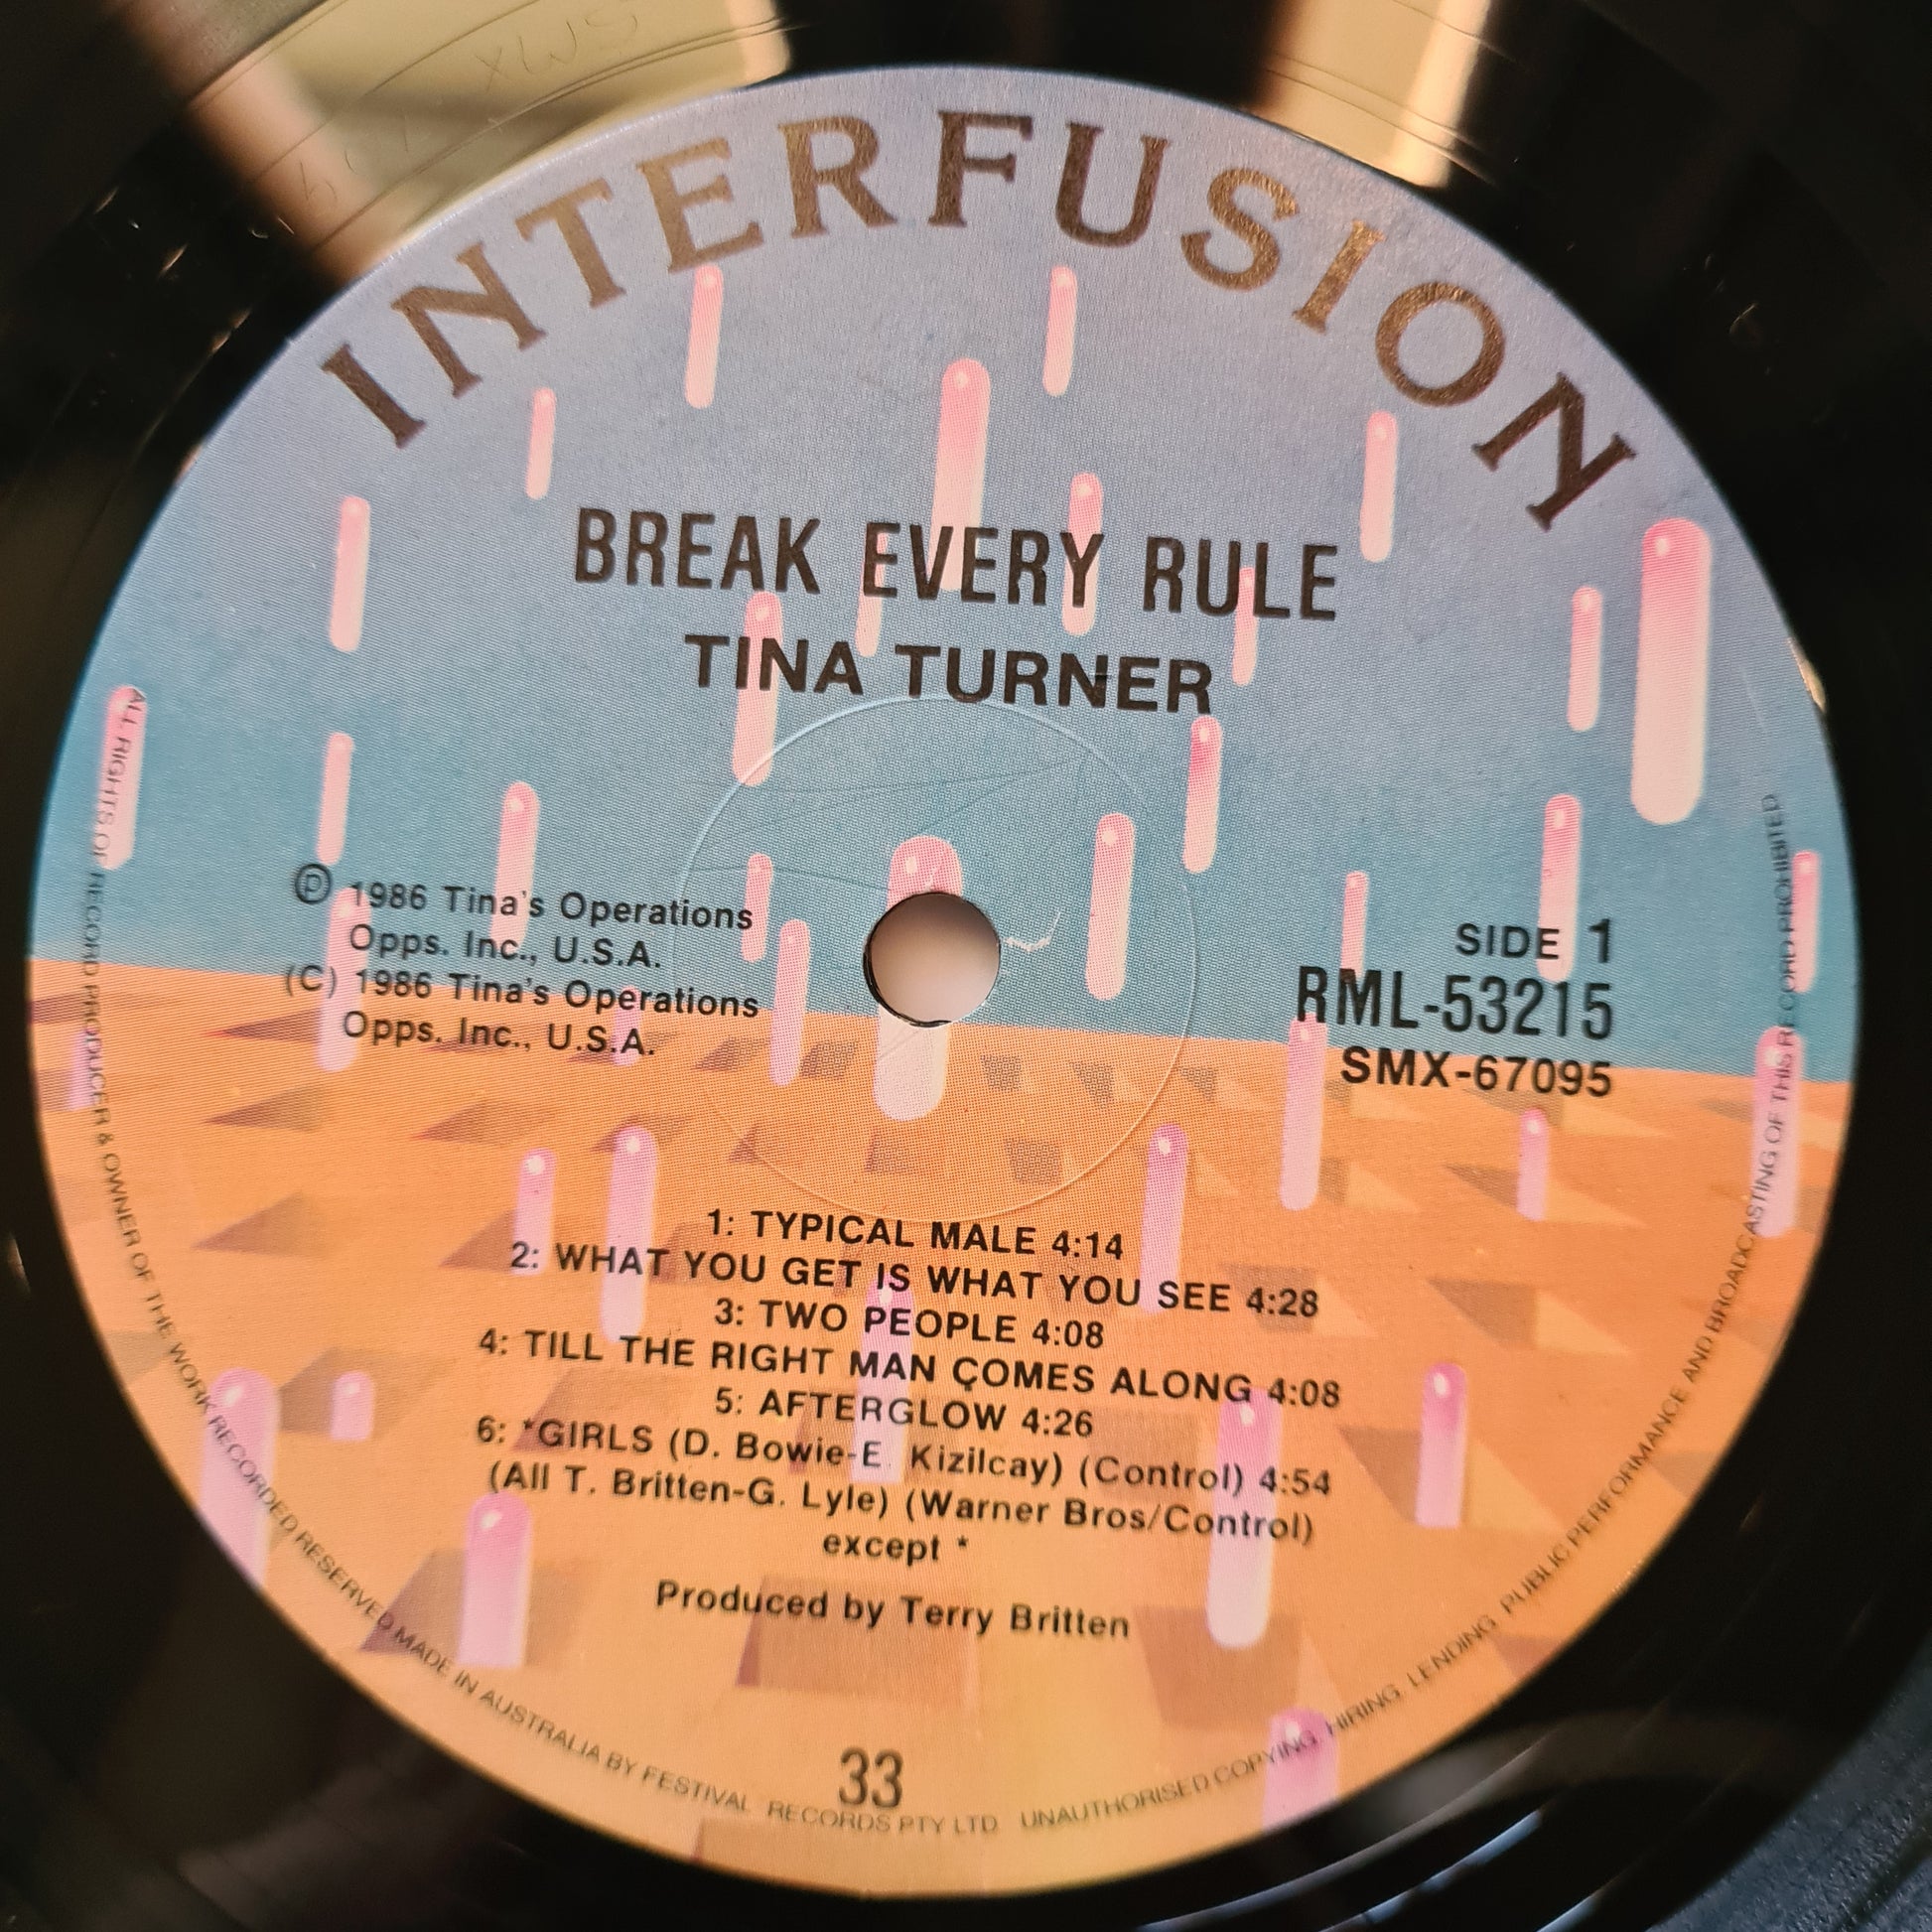 INTERFUSION
BREAK EVERY RULE
TINA TURNER
Ⓟ 1986 Tina's Operations
Opps. Inc., U.S.A.
(C) 1986 Tina's Operations
Opps. Inc., U.S.A.
SIDE 1
RML-53215
SMX-67095
1: TYPICAL MALE 4:14
2: WHAT YOU GET IS WHAT YOU SEE 4:28
3: TWO PEOPLE 4:08
4: TILL THE RIGHT MAN COMES ALONG 4:08
5: AFTERGLOW 4:26
6: *GIRLS (D. Bowie-E. Kizilcay) (Control) 4:54
(All T. Britten-G. Lyle) (Warner Bros/Control)
except *
Produced by Terry Britten
33
ALL RIGHTS OF RECORD PRODUCER & OWNER OF THE WORK RECORDED RESERVED MADE IN AUSTRALIA BY FESTIVAL RECORDS PTY LTD UNAUTHORISED COPYING, HIRING, LENDING, PUBLIC PERFORMANCE AND BROADCASTING OF THIS RECORD PROHIBITED